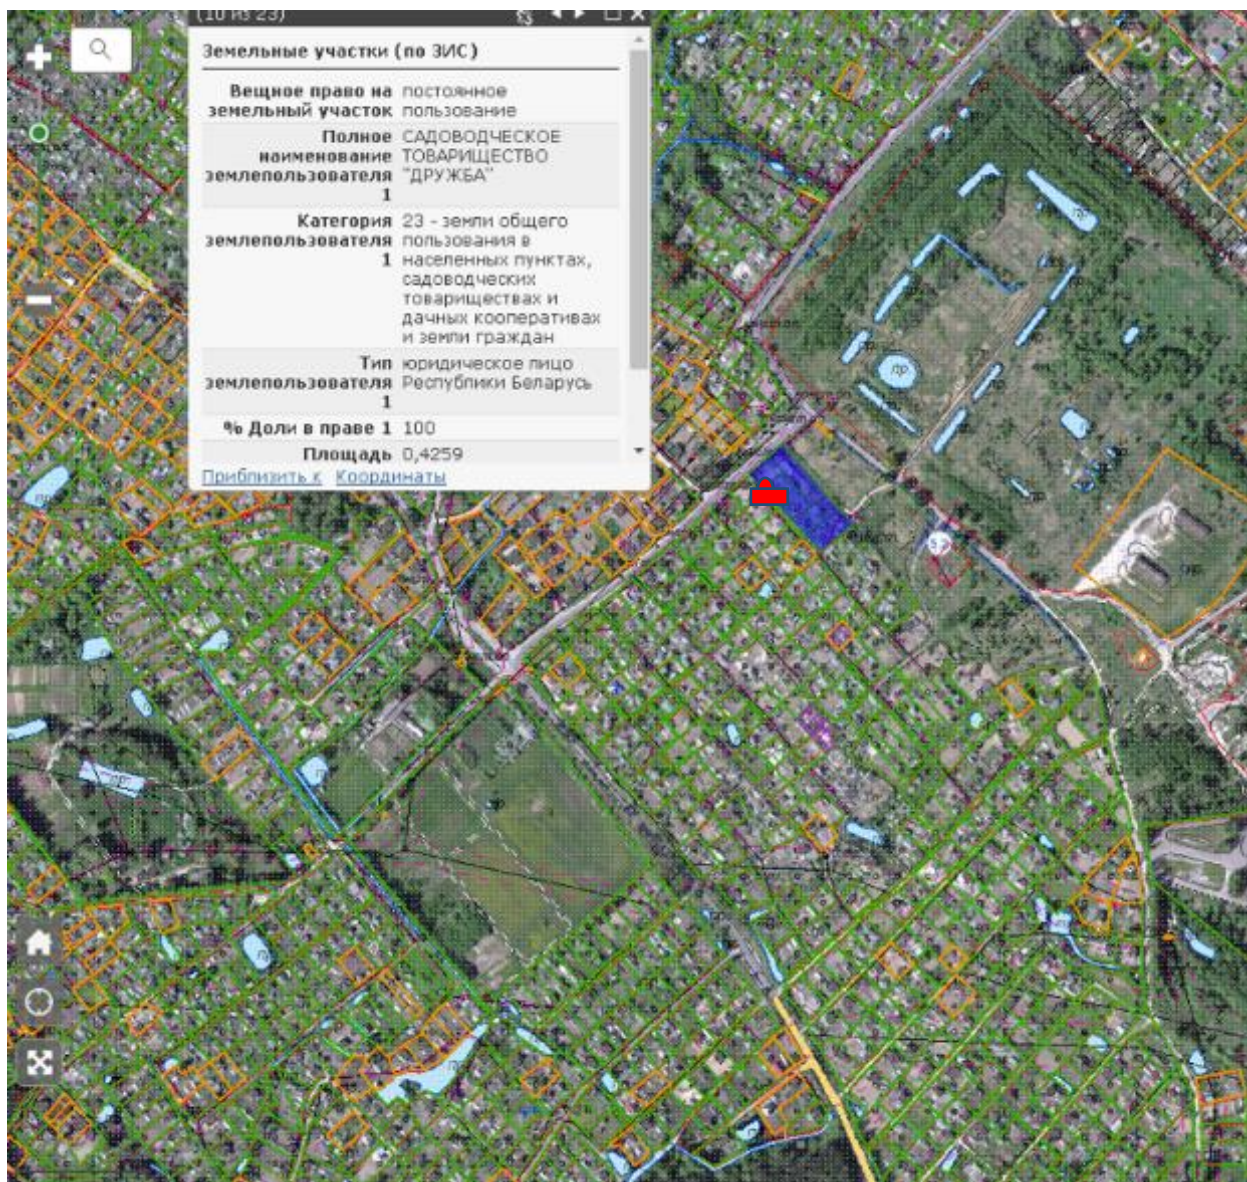 (10 из 23)
Земельные участки (по ЗИС)
Вещное право на постоянное
земельный участок пользование
Полное САДОВОДЧЕСКОЕ
наименование ТОВАРИЩЕСТВО
землепользователя "ДРУЖБА"
1
Категория 23 - земли общего
землепользователя пользования в
1 населенных пунктах,
садоводческих
товариществах и
дачных кооперативах
и земли граждан
Тип юридическое лицо
землепользователя Республики Беларусь
1
% Доли в праве 1 100
Площадь 0,4259
Приблизить к Координаты
пр
пр